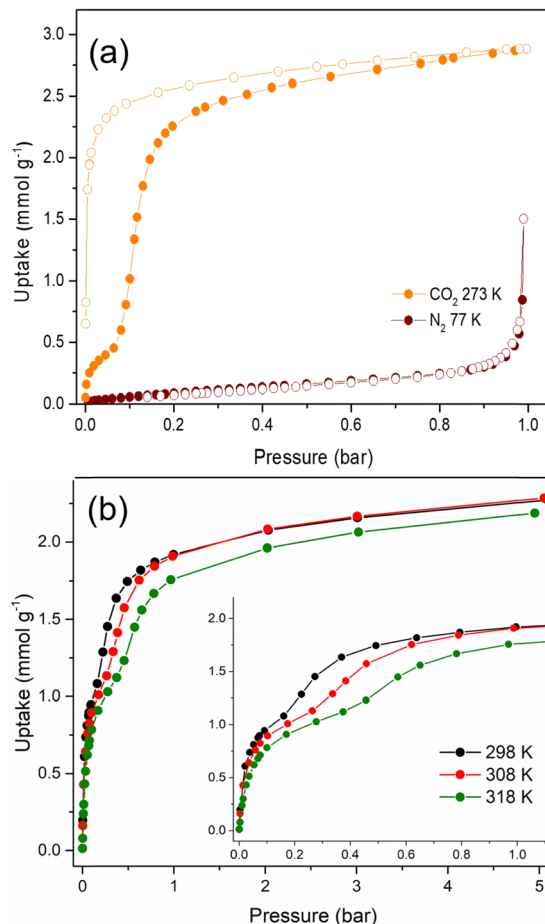 (a)
3.0
2.5
2.0
1.5
1.0
0.5
0.0
Uptake (mmol g⁻¹)
CO₂ 273 K
N₂ 77 K
0.0 0.2 0.4 0.6 0.8 1.0
Pressure (bar)
(b)
2.0
1.5
1.0
0.5
0.0
Uptake (mmol g⁻¹)
2.0
1.5
1.0
0.5
0.0
0.0 0.2 0.4 0.6 0.8 1.0
298 K
308 K
318 K
0 1 2 3 4 5
Pressure (bar)